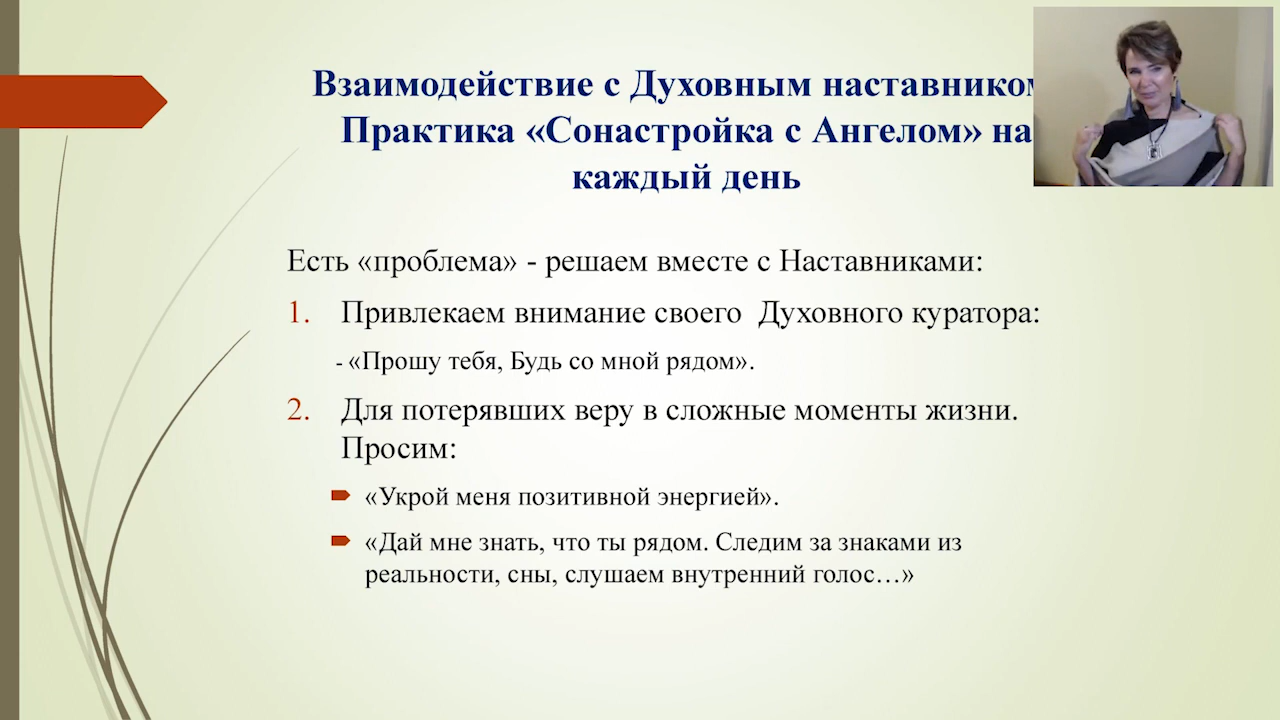 Взаимодействие с Духовным наставником
Практика «Сонастройка с Ангелом» на
каждый день
Есть «проблема» - решаем вместе с Наставниками:
1. Привлекаем внимание своего Духовного куратора:
- «Прошу тебя, Будь со мной рядом».
2. Для потерявших веру в сложные моменты жизни.
Просим:
«Укрой меня позитивной энергией».
«Дай мне знать, что ты рядом. Следим за знаками из
реальности, сны, слушаем внутренний голос…»